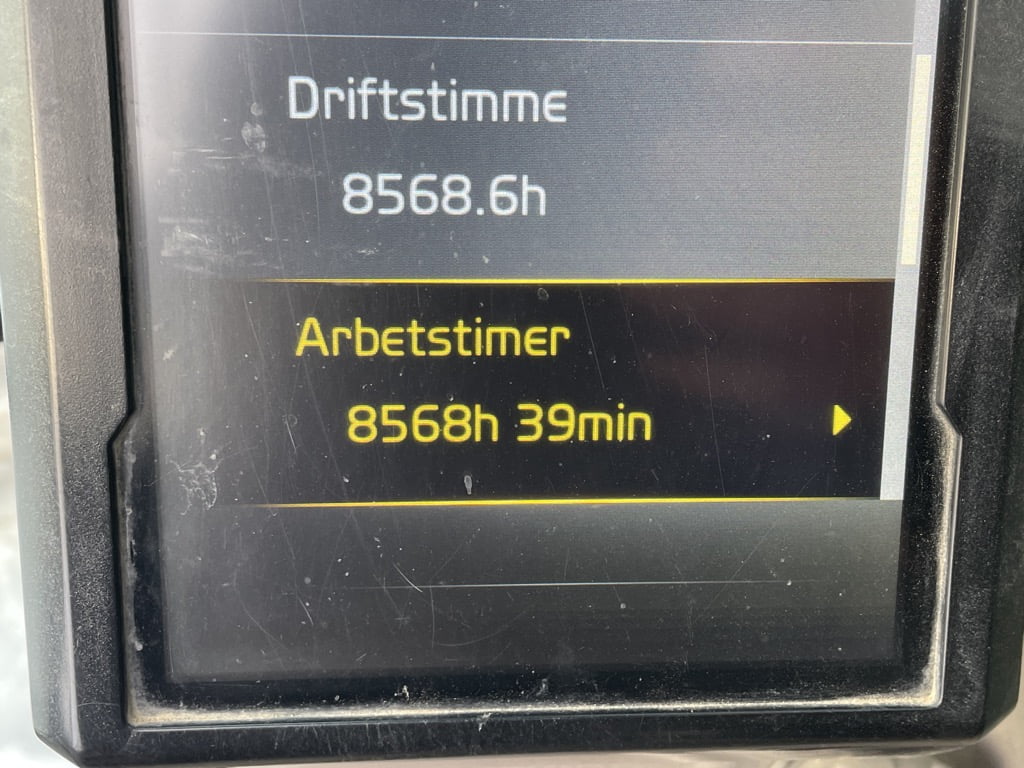 Driftstimme
8568.6h
Arbetstimer
8568h 39min